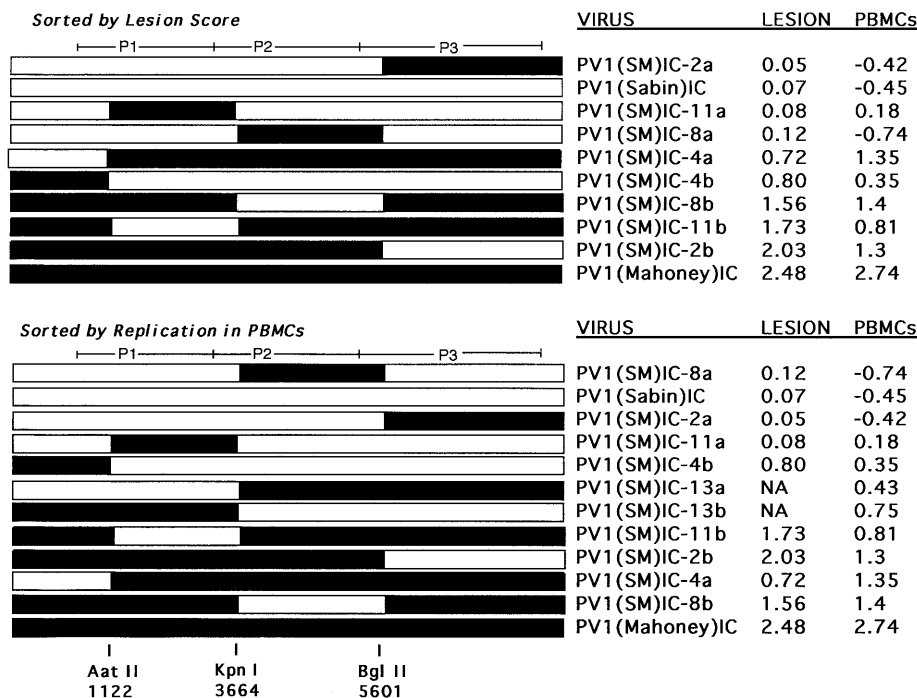 Sorted by Lesion Score
VIRUS LESION PBMCs
P1 P2 P3
PV1(SM)IC-2a 0.05 -0.42
PV1(Sabin)IC 0.07 -0.45
PV1(SM)IC-11a 0.08 0.18
PV1(SM)IC-8a 0.12 -0.74
PV1(SM)IC-4a 0.72 1.35
PV1(SM)IC-4b 0.80 0.35
PV1(SM)IC-8b 1.56 1.4
PV1(SM)IC-11b 1.73 0.81
PV1(SM)IC-2b 2.03 1.3
PV1(Mahoney)IC 2.48 2.74
Sorted by Replication in PBMCs
VIRUS LESION PBMCs
P1 P2 P3
PV1(SM)IC-8a 0.12 -0.74
PV1(Sabin)IC 0.07 -0.45
PV1(SM)IC-2a 0.05 -0.42
PV1(SM)IC-11a 0.08 0.18
PV1(SM)IC-4b 0.80 0.35
PV1(SM)IC-13a NA 0.43
PV1(SM)IC-13b NA 0.75
PV1(SM)IC-11b 1.73 0.81
PV1(SM)IC-2b 2.03 1.3
PV1(SM)IC-4a 0.72 1.35
PV1(SM)IC-8b 1.56 1.4
PV1(Mahoney)IC 2.48 2.74
Aat II Kpn I Bgl II
1122 3664 5601